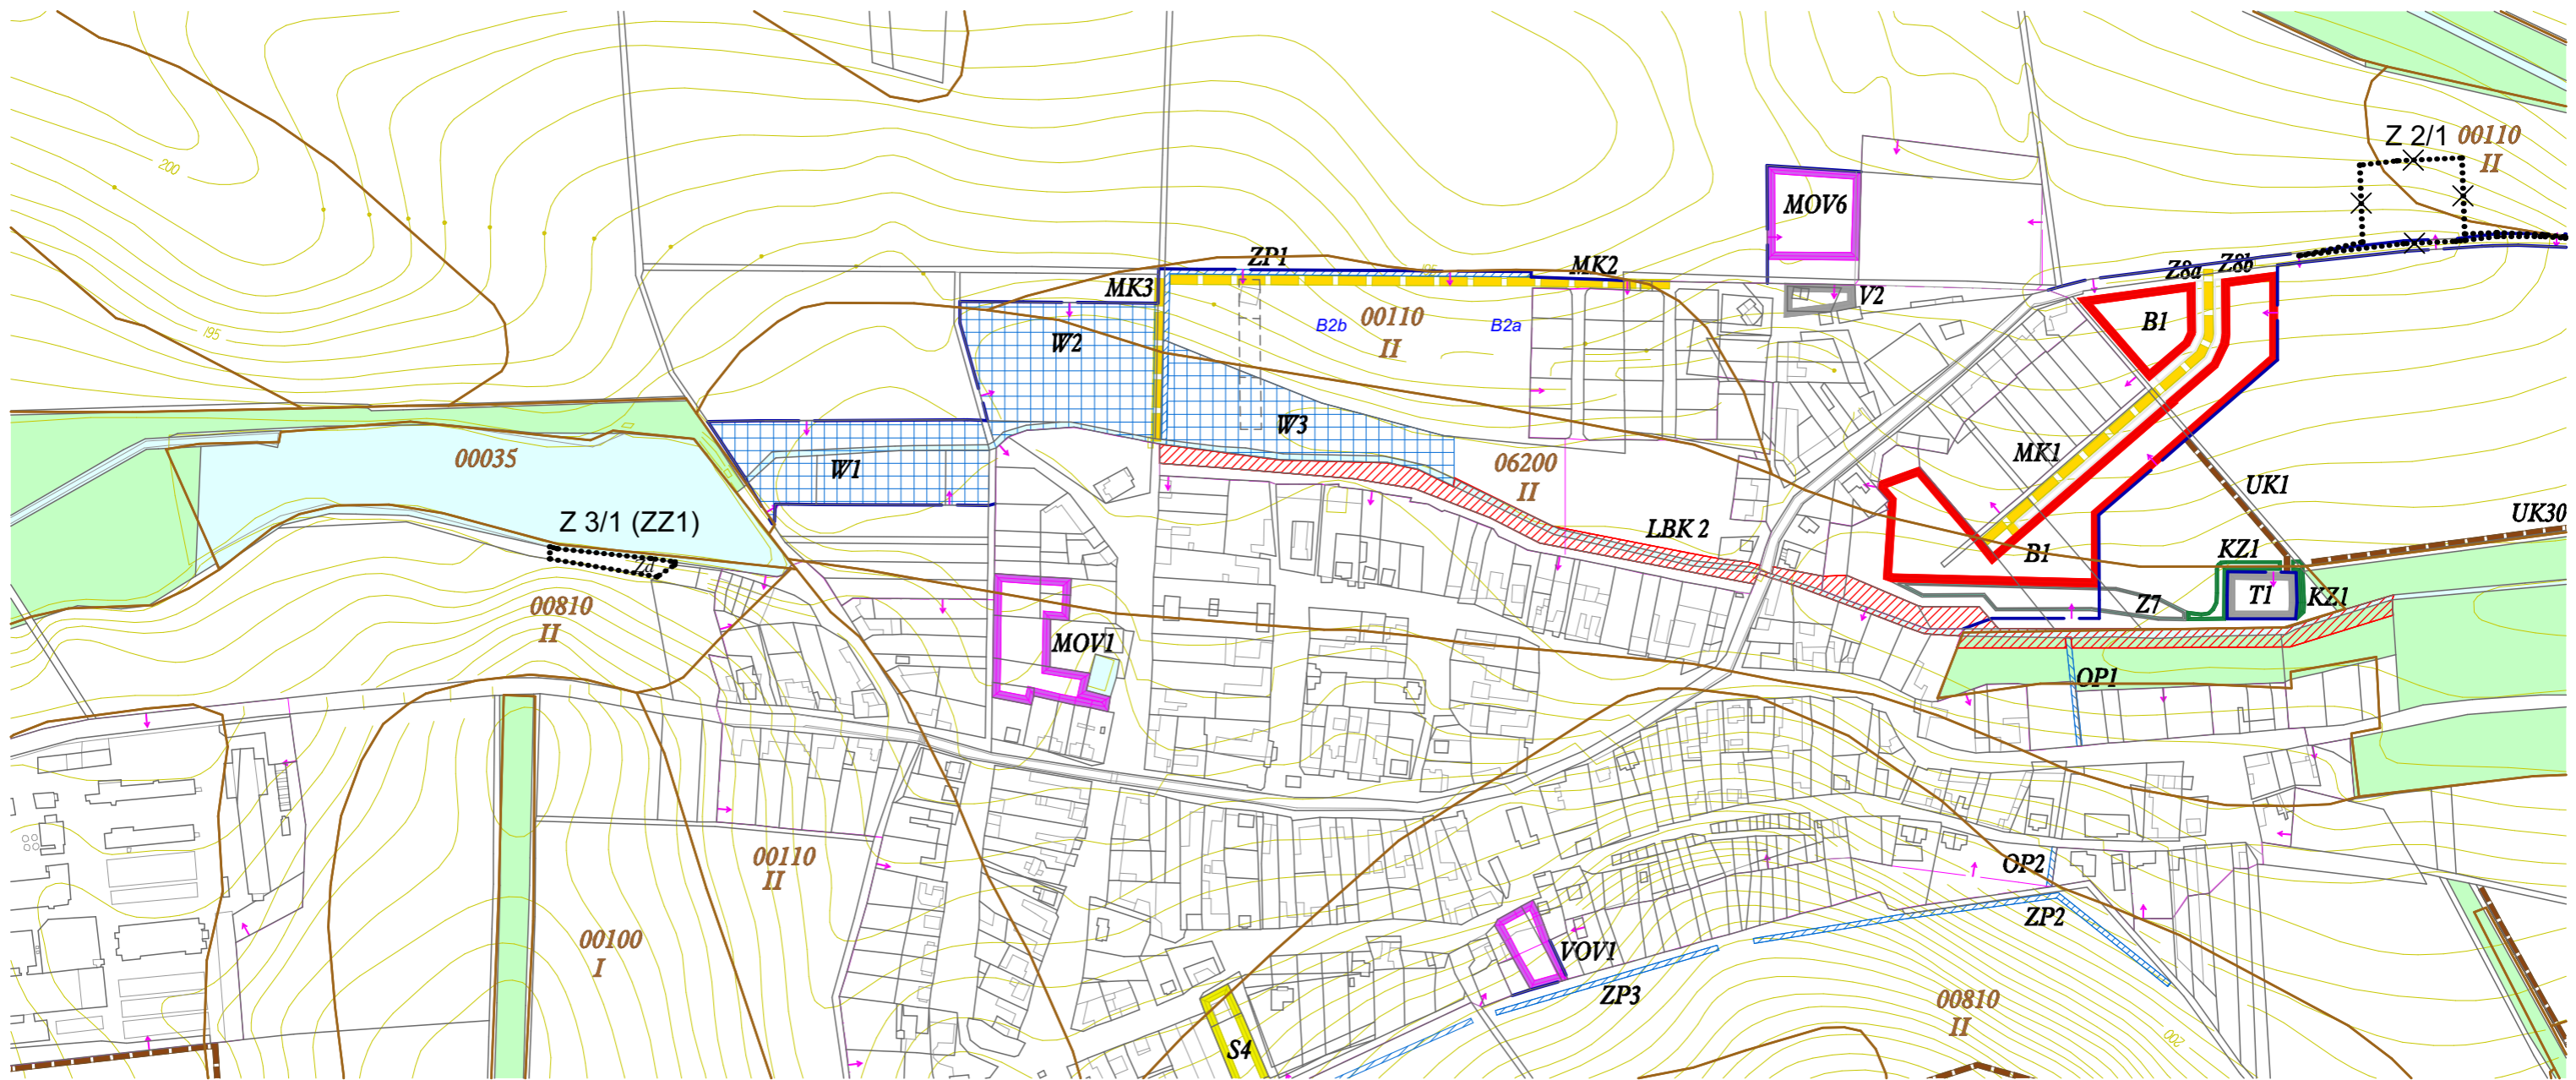 Z 2/1
00110
II
200
MOV6
ZP1
MK2
Z8a
Z8b
MK3
V2
B2b
B2a
00110
II
B1
195
W2
W3
00035
W1
06200
II
MK1
UK1
UK30
Z 3/1 (ZZ1)
Zd
LBK 2
B1
KZ1
T1
KZ1
Z7
00810
II
MOV1
OP1
00110
II
OP2
ZP2
00100
I
VOV1
ZP3
00810
II
S4
200